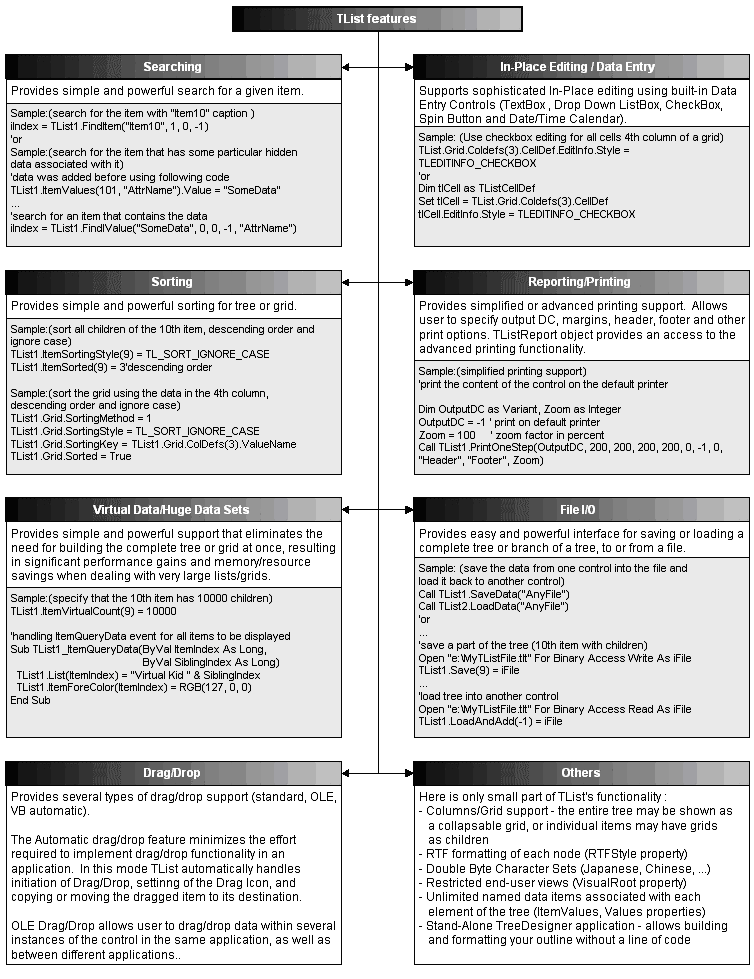 TList features
Searching
Provides simple and powerful search for a given item.
Sample:(search for the item with "Item10" caption )
iIndex = TList1.FindItem("Item10", 1, 0, -1)
'or
Sample:(search for the item that has some particular hidden
data associated with it)
'data was added before using following code
TList1.ItemValues(101, "AttrName").Value = "SomeData"
...
'search for an item that contains the data
iIndex = TList1.FindIValue("SomeData", 0, 0, -1, "AttrName")
In-Place Editing / Data Entry
Supports sophisticated In-Place editing using built-in Data
Entry Controls (TextBox , Drop Down ListBox, CheckBox,
Spin Button and Date/Time Calendar).
Sample: (Use checkbox editing for all cells 4th column of a grid)
TList.Grid.Coldefs(3).CellDef.EditInfo.Style =
TLEDITINFO_CHECKBOX
'or
Dim tlCell as TListCellDef
Set tlCell = TList.Grid.Coldefs(3).CellDef
tlCell.EditInfo.Style = TLEDITINFO_CHECKBOX
Sorting
Provides simple and powerful sorting for tree or grid.
Sample:(sort all children of the 10th item, descending order and
ignore case)
TList1.ItemSortingStyle(9) = TL_SORT_IGNORE_CASE
TList1.ItemSorted(9) = 3'descending order
Sample:(sort the grid using the data in the 4th column,
descending order and ignore case)
TList1.Grid.SortingMethod = 1
TList1.Grid.SortingStyle = TL_SORT_IGNORE_CASE
TList1.Grid.SortingKey = TList1.Grid.ColDefs(3).ValueName
TList1.Grid.Sorted = True
Reporting/Printing
Provides simplified or advanced printing support. Allows
user to specify output DC, margins, header, footer and other
print options. TListReport object provides an access to the
advanced printing functionality.
Sample:(simplified printing support)
'print the content of the control on the default printer
Dim OutputDC as Variant, Zoom as Integer
OutputDC = -1 ' print on default printer
Zoom = 100 ' zoom factor in percent
Call TList1.PrintOneStep(OutputDC, 200, 200, 200, 200, 0, -1, 0,
"Header", "Footer", Zoom)
Virtual Data/Huge Data Sets
Provides simple and powerful support that eliminates the
need for building the complete tree or grid at once, resulting
in significant performance gains and memory/resource
savings when dealing with very large lists/grids.
Sample:(specify that the 10th item has 10000 children)
TList1.ItemVirtualCount(9) = 10000
'handling ItemQueryData event for all items to be displayed
Sub TList1_ItemQueryData(ByVal ItemIndex As Long,
ByVal SiblingIndex As Long)
TList1.List(ItemIndex) = "Virtual Kid " & SiblingIndex
TList1.ItemForeColor(ItemIndex) = RGB(127, 0, 0)
End Sub
File I/O
Provides easy and powerful interface for saving or loading a
complete tree or branch of a tree, to or from a file.
Sample: (save the data from one control into the file and
load it back to another control)
Call TList1.SaveData("AnyFile")
Call TList2.LoadData("AnyFile")
'or
...
'save a part of the tree (10th item with children)
Open "e:\MyTListFile.tlt" For Binary Access Write As iFile
TList1.Save(9) = iFile
...
'load tree into another control
Open "e:\MyTListFile.tlt" For Binary Access Read As iFile
TList1.LoadAndAdd(-1) = iFile
Drag/Drop
Provides several types of drag/drop support (standard, OLE,
VB automatic).
The Automatic drag/drop feature minimizes the effort
required to implement drag/drop functionality in an
application. In this mode TList automatically handles
initiation of Drag/Drop, settinng of the Drag Icon, and
copying or moving the dragged item to its destination.
OLE Drag/Drop allows user to drag/drop data within several
instances of the control in the same application, as well as
between different applications..
Others
Here is only small part of TList's functionality :
- Columns/Grid support - the entire tree may be shown as
a collapsable grid, or individual items may have grids
as children
- RTF formatting of each node (RTFStyle property)
- Double Byte Character Sets (Japanese, Chinese, ...)
- Restricted end-user views (VisualRoot property)
- Unlimited named data items associated with each
element of the tree (ItemValues, Values properties)
- Stand-Alone TreeDesigner application - allows building
and formatting your outline without a line of code